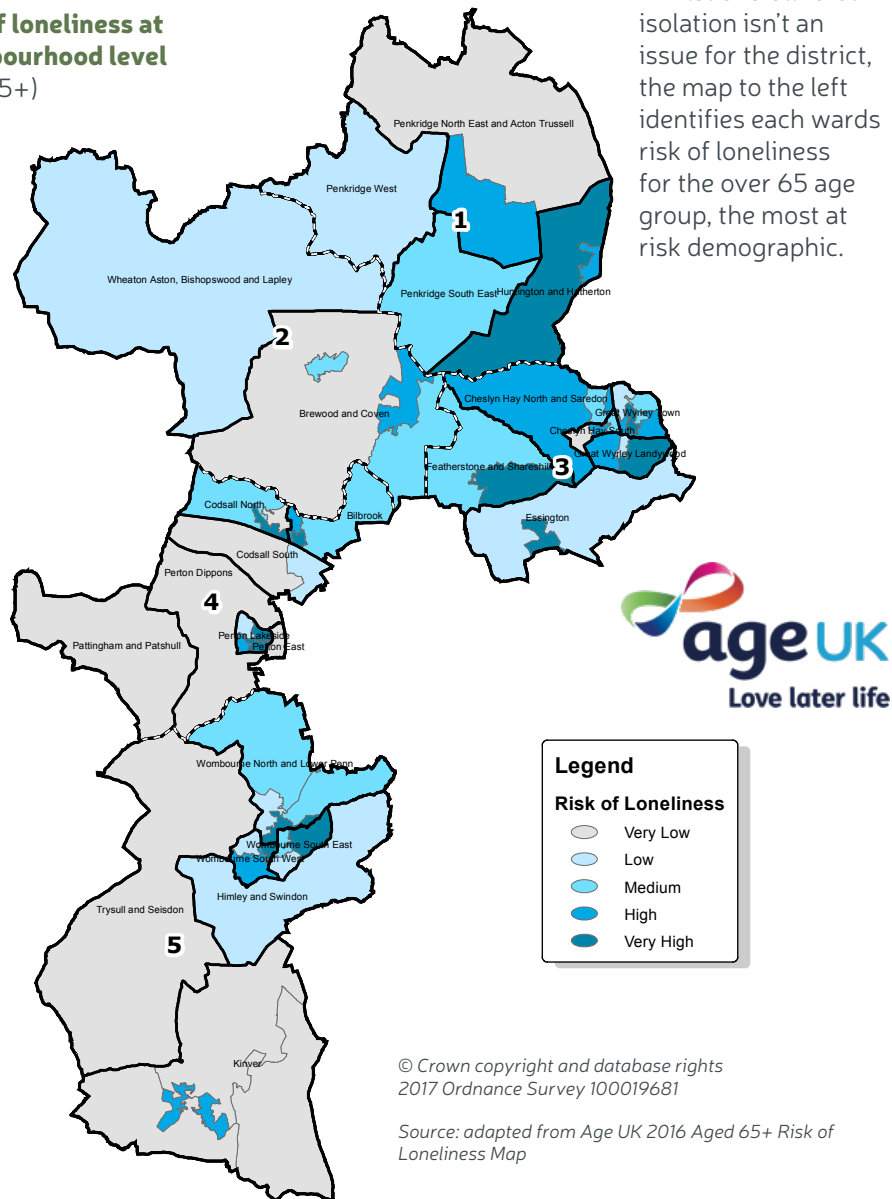 f loneliness at
ourhood level
5+)
isolation isn't an
issue for the district,
the map to the left
identifies each wards
risk of loneliness
for the over 65 age
group, the most at
risk demographic.
Penkridge North East and Acton Trussell
Penkridge West
1
Wheaton Aston, Bishopswood and Lapley
Penkridge South East
Huntington and Hatherton
2
Brewood and Coven
Cheslyn Hay North and Saredon
Great Wyrley Town
Cheslyn Hay South
Great Wyrley Landywood
Featherstone and Shareshill
3
Codsall North
Bilbrook
Essington
Codsall South
Perton Dippons
4
Perton Lakeside
Perton East
Pattingham and Patshull
age UK
Love later life
Wombourne North and Lower Penn
Wombourne South East
Wombourne South West
Himley and Swindon
Trysull and Seisdon
5
Kinver
Legend
Risk of Loneliness
Very Low
Low
Medium
High
Very High
© Crown copyright and database rights
2017 Ordnance Survey 100019681
Source: adapted from Age UK 2016 Aged 65+ Risk of
Loneliness Map